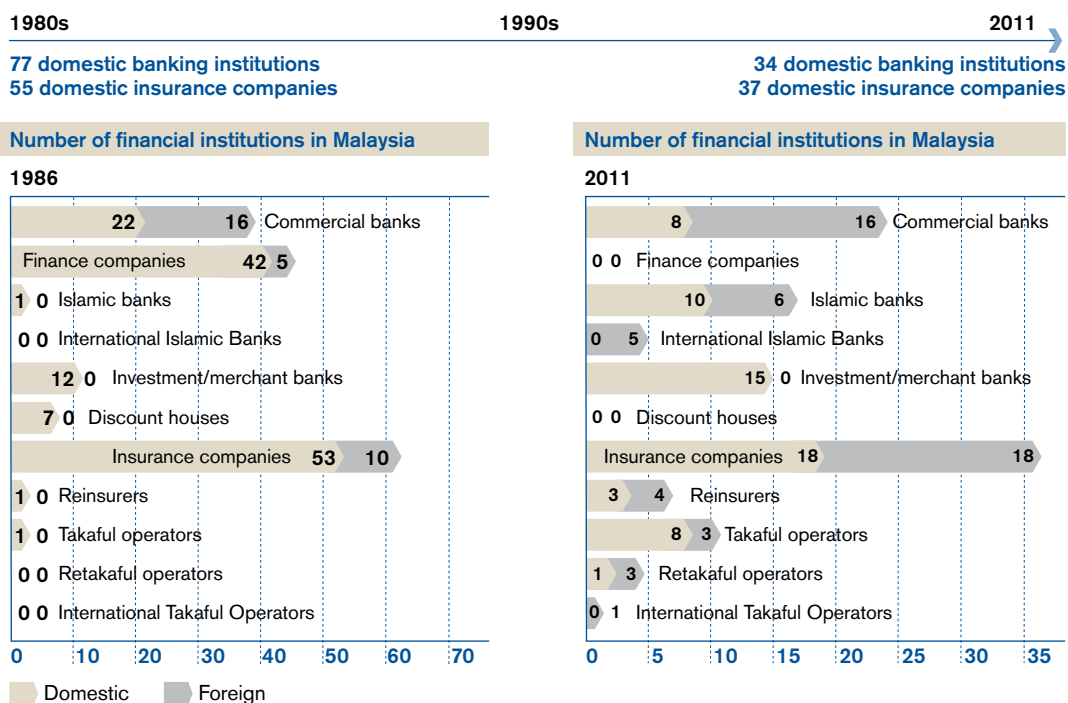 1980s 1990s 2011
77 domestic banking institutions
55 domestic insurance companies
34 domestic banking institutions
37 domestic insurance companies
Number of financial institutions in Malaysia
1986
22 16 Commercial banks
Finance companies 42 5
1 0 Islamic banks
0 0 International Islamic Banks
12 0 Investment/merchant banks
7 0 Discount houses
Insurance companies 53 10
1 0 Reinsurers
1 0 Takaful operators
0 0 Retakaful operators
0 0 International Takaful Operators
0 10 20 30 40 50 60 70
Domestic Foreign
Number of financial institutions in Malaysia
2011
8 16 Commercial banks
0 0 Finance companies
10 6 Islamic banks
0 5 International Islamic Banks
15 0 Investment/merchant banks
0 0 Discount houses
Insurance companies 18 18
3 4 Reinsurers
8 3 Takaful operators
1 3 Retakaful operators
0 1 International Takaful Operators
0 5 10 15 20 25 30 35